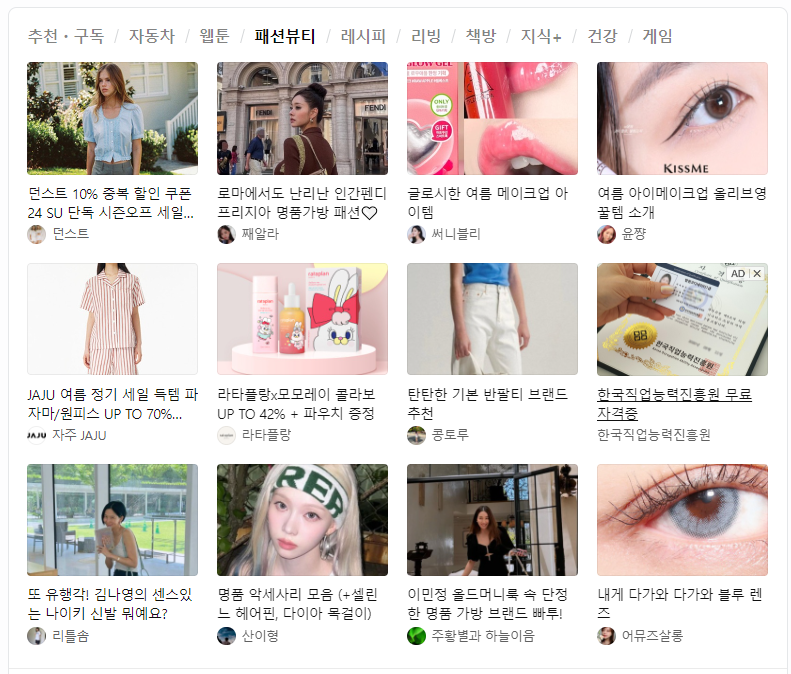 추천・구독 / 자동차 / 웹툰 / 패션뷰티 / 레시피 / 리빙 / 책방 / 지식+ / 건강 / 게임
FENDI
FENDI
GLOW GEL
ONLY
GIFT
KISSME
던스트 10% 중복 할인 쿠폰
24 SU 단독 시즌오프 세일...
던스트
로마에서도 난리난 인간펜디
프리지아 명품가방 패션♡
째알라
글로시한 여름 메이크업 아
이템
써니블리
여름 아이메이크업 올리브영
꿀템 소개
윤쨩
AD
한국직업능력진흥원
JAJU 여름 정기 세일 득템 파
자마/원피스 UP TO 70%...
JAJU
자주 JAJU
라타플랑x모모레이 콜라보
UP TO 42% + 파우치 증정
라타플랑
탄탄한 기본 반팔티 브랜드
추천
콩토루
한국직업능력진흥원 무료
자격증
한국직업능력진흥원
RER
또 유행각! 김나영의 센스있
는 나이키 신발 뭐예요?
리틀솜
명품 악세사리 모음 (+셀린
느 헤어핀, 다이아 목걸이)
산이형
이민정 올드머니룩 속 단정
한 명품 가방 브랜드 빠투!
주황별과 하늘이음
내게 다가와 다가와 블루 렌
즈
어뮤즈살롱